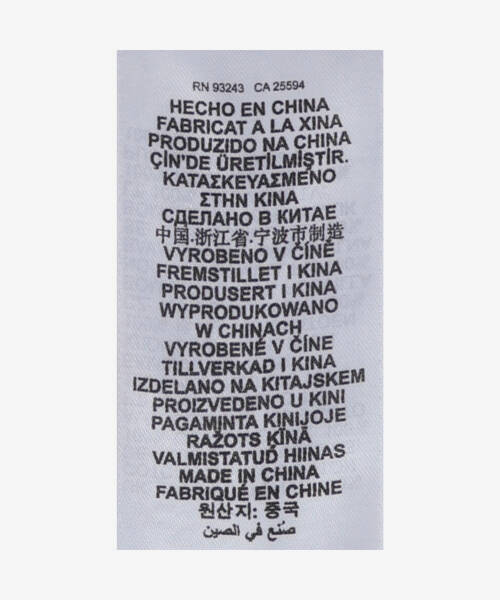 RN 93243 CA 25594
HECHO EN CHINA
FABRICAT A LA XINA
PRODUZIDO NA CHINA
ÇİN'DE ÜRETİLMİŞTİR.
ΚΑΤΑΣΚΕΥΑΣΜΕΝΟ
ΣΤΗΝ ΚΙΝΑ
СДЕЛАНО В КИТАЕ
中国.浙江省.宁波市制造
VYROBENO V ČÍNĚ
FREMSTILLET I KINA
PRODUSERT I KINA
WYPRODUKOWANO
W CHINACH
VYROBENÉ V ČÍNE
TILLVERKAD I KINA
IZDELANO NA KITAJSKEM
PROIZVEDENO U KINI
PAGAMINTA KINIJOJE
RAŽOTS ĶĪNĀ
VALMISTATUD HIINAS
MADE IN CHINA
FABRIQUÉ EN CHINE
원산지: 중국
صُنع في الصين